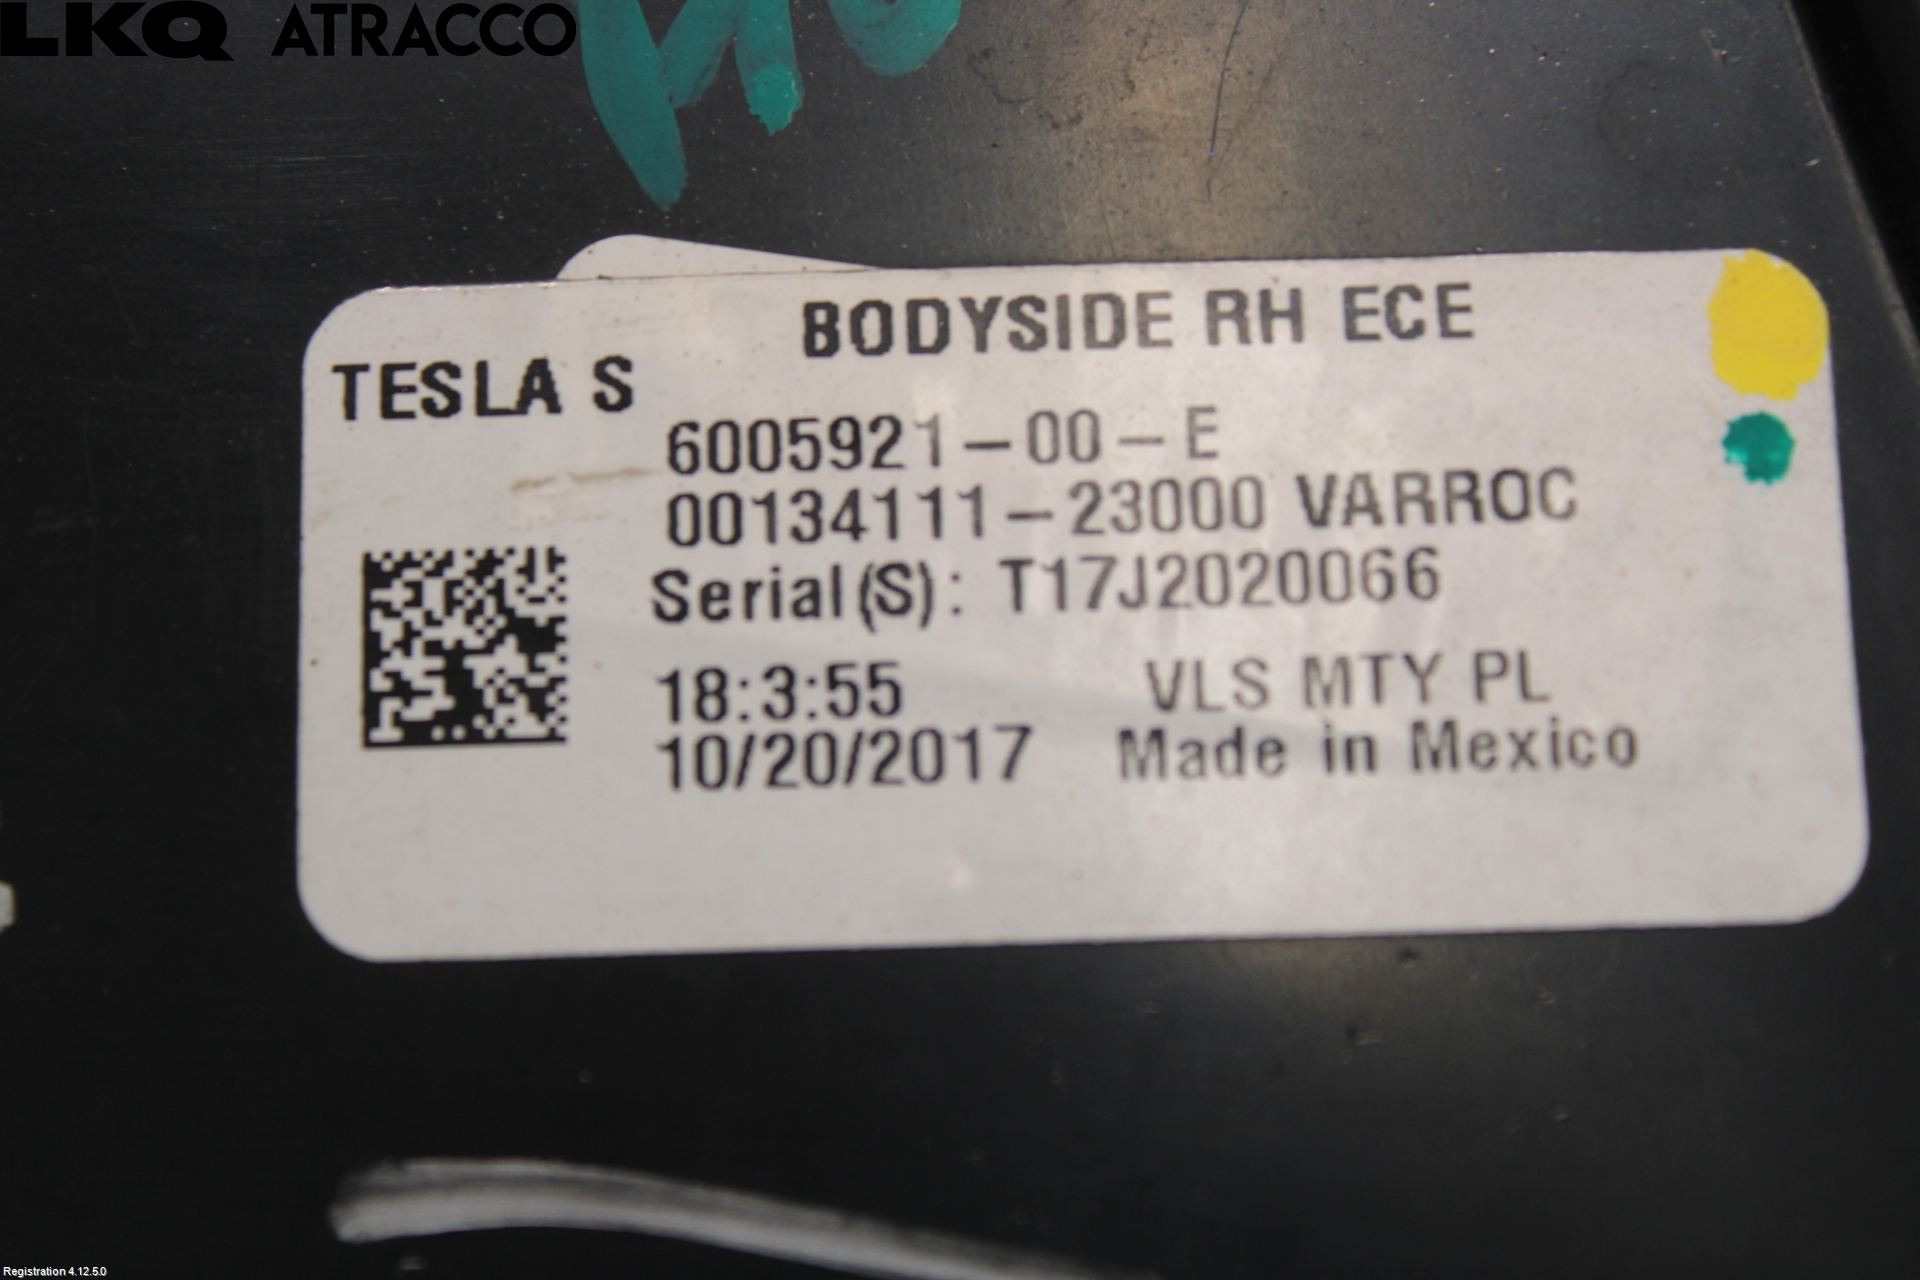 LKQ ATRACCO
BODYSIDE RH ECE
TESLA S
6005921-00-E
00134111-23000 VARROC
Serial(S): T17J2020066
18:3:55 VLS MTY PL
10/20/2017 Made in Mexico
Registration 4.12.5.0